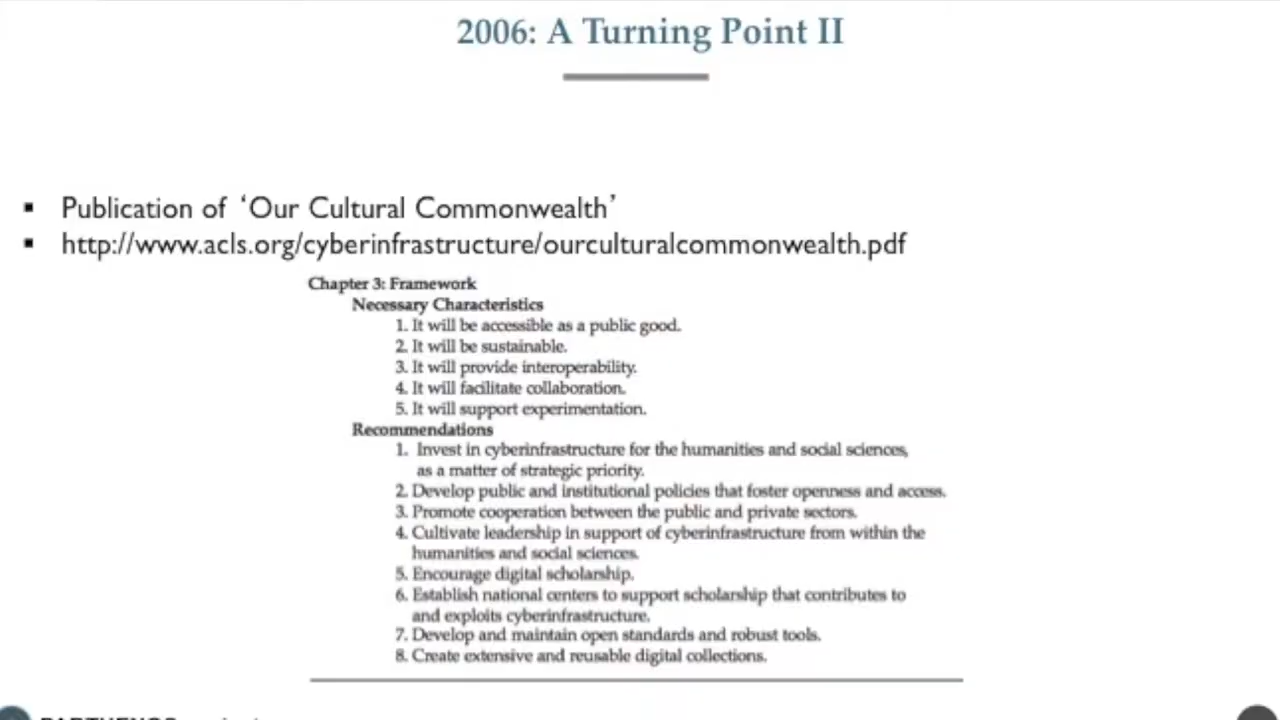 2006: A Turning Point II
▪ Publication of ‘Our Cultural Commonwealth’
▪ http://www.acls.org/cyberinfrastructure/ourculturalcommonwealth.pdf
Chapter 3: Framework
Necessary Characteristics
1. It will be accessible as a public good.
2. It will be sustainable.
3. It will provide interoperability.
4. It will facilitate collaboration.
5. It will support experimentation.
Recommendations
1. Invest in cyberinfrastructure for the humanities and social sciences,
as a matter of strategic priority.
2. Develop public and institutional policies that foster openness and access.
3. Promote cooperation between the public and private sectors.
4. Cultivate leadership in support of cyberinfrastructure from within the
humanities and social sciences.
5. Encourage digital scholarship.
6. Establish national centers to support scholarship that contributes to
and exploits cyberinfrastructure.
7. Develop and maintain open standards and robust tools.
8. Create extensive and reusable digital collections.